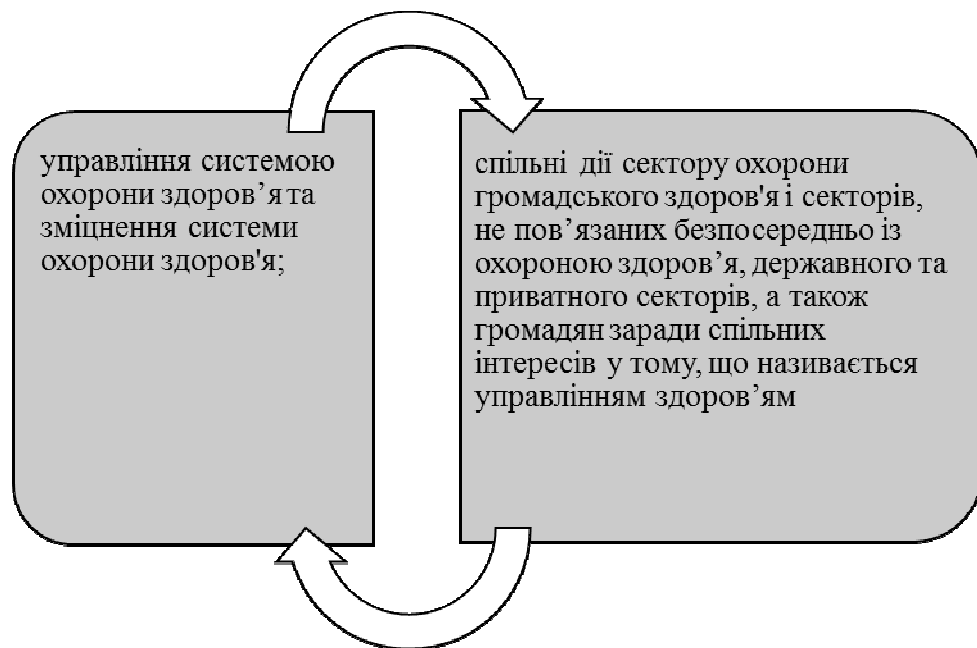 управління системою
охорони здоров’я та
зміцнення системи
охорони здоров'я;
спільні дії сектору охорони
громадського здоров'я і секторів,
не пов’язаних безпосередньо із
охороною здоров’я, державного та
приватного секторів, а також
громадян заради спільних
інтересів у тому, що називається
управлінням здоров’ям